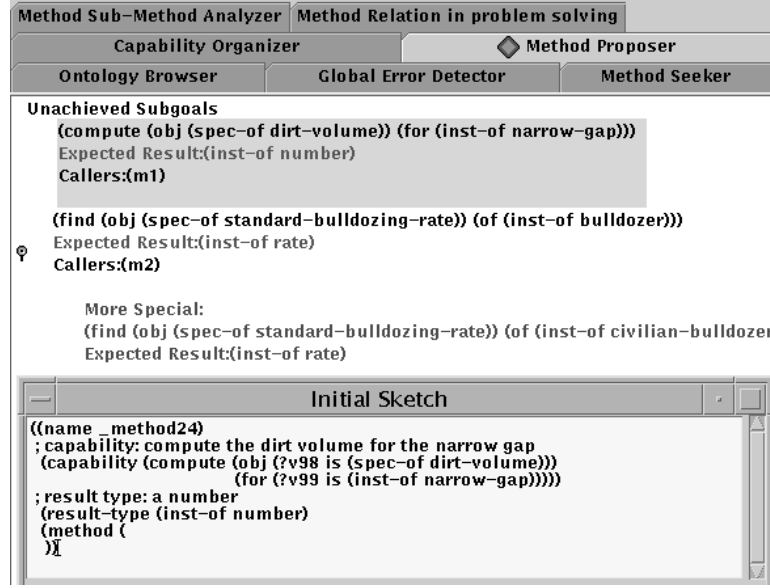 Method Sub-Method Analyzer Method Relation in problem solving
Capability Organizer Method Proposer
Ontology Browser Global Error Detector Method Seeker
Unachieved Subgoals
(compute (obj (spec-of dirt-volume)) (for (inst-of narrow-gap)))
Expected Result:(inst-of number)
Callers:(m1)
(find (obj (spec-of standard-bulldozing-rate)) (of (inst-of bulldozer)))
Expected Result:(inst-of rate)
Callers:(m2)
More Special:
(find (obj (spec-of standard-bulldozing-rate)) (of (inst-of civilian-bulldozer
Expected Result:(inst-of rate)
Initial Sketch
((name _method24)
; capability: compute the dirt volume for the narrow gap
(capability (compute (obj (?v98 is (spec-of dirt-volume)))
(for (?v99 is (inst-of narrow-gap)))))
; result type: a number
(result-type (inst-of number)
(method (
))